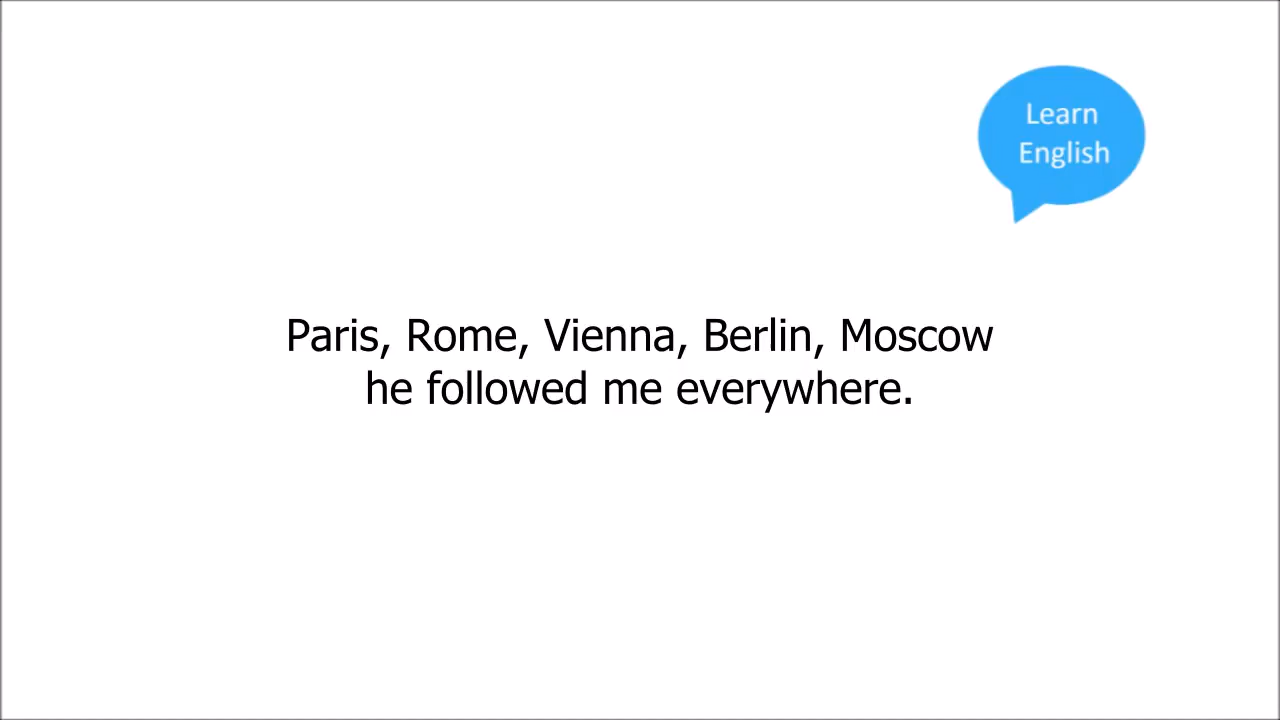 Learn
English
Paris, Rome, Vienna, Berlin, Moscow
he followed me everywhere.